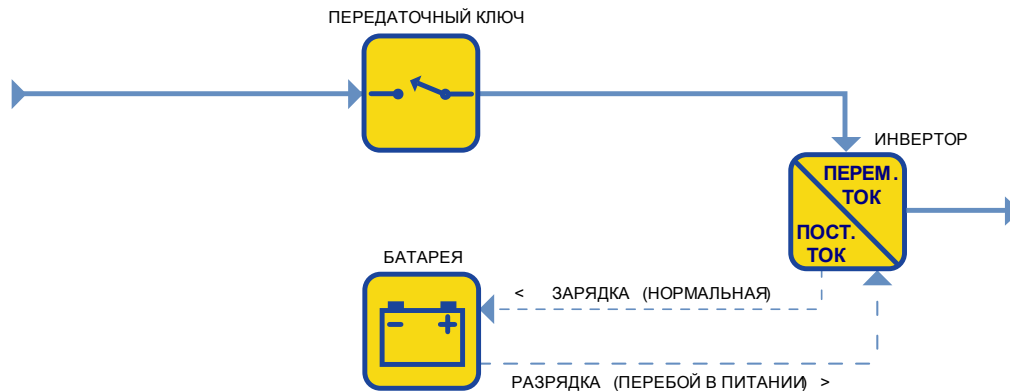 ПЕРЕДАТОЧНЫЙ КЛЮЧ
ИНВЕРТОР
ПЕРЕМ.
ТОК
ПОСТ.
ТОК
БАТАРЕЯ
< ЗАРЯДКА (НОРМАЛЬНАЯ)
РАЗРЯДКА (ПЕРЕБОЙ В ПИТАНИИ) >